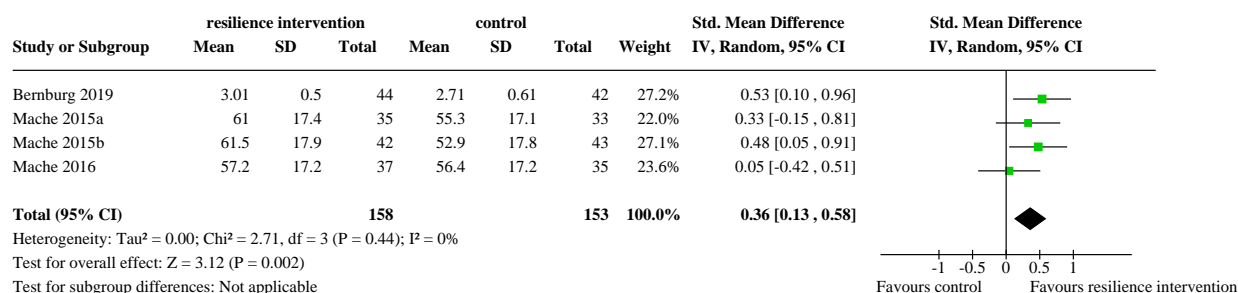 resilience intervention control Std. Mean Difference Std. Mean Difference
Study or Subgroup Mean SD Total Mean SD Total Weight IV, Random, 95% CI IV, Random, 95% CI
Bernburg 2019 3.01 0.5 44 2.71 0.61 42 27.2% 0.53 [0.10 , 0.96]
Mache 2015a 61 17.4 35 55.3 17.1 33 22.0% 0.33 [-0.15 , 0.81]
Mache 2015b 61.5 17.9 42 52.9 17.8 43 27.1% 0.48 [0.05 , 0.91]
Mache 2016 57.2 17.2 37 56.4 17.2 35 23.6% 0.05 [-0.42 , 0.51]
Total (95% CI) 158 153 100.0% 0.36 [0.13 , 0.58]
Heterogeneity: Tau² = 0.00; Chi² = 2.71, df = 3 (P = 0.44); I² = 0%
Test for overall effect: Z = 3.12 (P = 0.002) -1 -0.5 0 0.5 1
Test for subgroup differences: Not applicable Favours control Favours resilience intervention